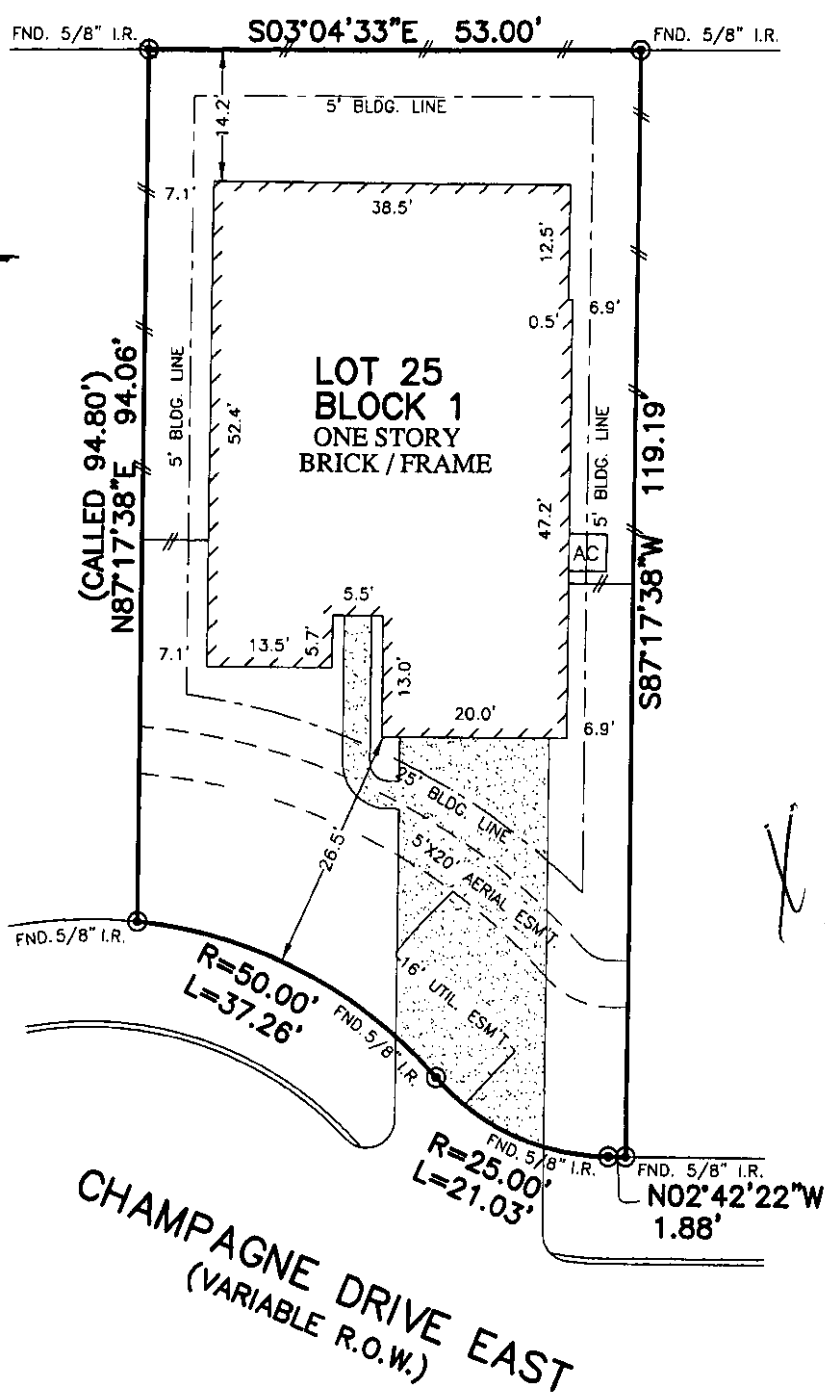 FND. 5/8" I.R.
S03°04'33"E 53.00'
FND. 5/8" I.R.
14.2'
5' BLDG. LINE
7.1'
38.5'
12.5'
0.5'
6.9'
(CALLED 94.80')
N87°17'38"E 94.06'
5' BLDG. LINE
52.4'
LOT 25
BLOCK 1
ONE STORY
BRICK / FRAME
47.2'
5' BLDG. LINE
S87°17'38"W 119.19'
AC
5.5'
7.1'
13.5'
5.7'
13.0'
20.0'
6.9'
25' BLDG. LINE
26.5'
5'X20' AERIAL ESM'T.
16' UTIL. ESM'T.
FND. 5/8" I.R.
R=50.00'
L=37.26'
FND. 5/8" I.R.
R=25.00'
L=21.03'
FND. 5/8" I.R.
FND. 5/8" I.R.
N02°42'22"W
1.88'
CHAMPAGNE DRIVE EAST
(VARIABLE R.O.W.)